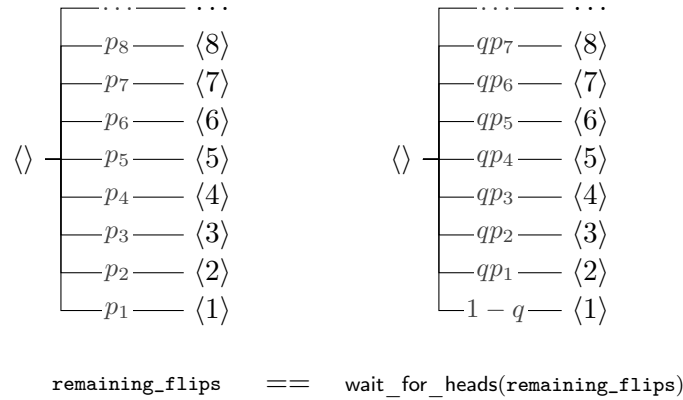 ... ... ... ...
p₈ ⟨8⟩ qp₇ ⟨8⟩
p₇ ⟨7⟩ qp₆ ⟨7⟩
p₆ ⟨6⟩ qp₅ ⟨6⟩
⟨⟩ p₅ ⟨5⟩ ⟨⟩ qp₄ ⟨5⟩
p₄ ⟨4⟩ qp₃ ⟨4⟩
p₃ ⟨3⟩ qp₂ ⟨3⟩
p₂ ⟨2⟩ qp₁ ⟨2⟩
p₁ ⟨1⟩ 1 − q ⟨1⟩
remaining_flips == wait_for_heads(remaining_flips)